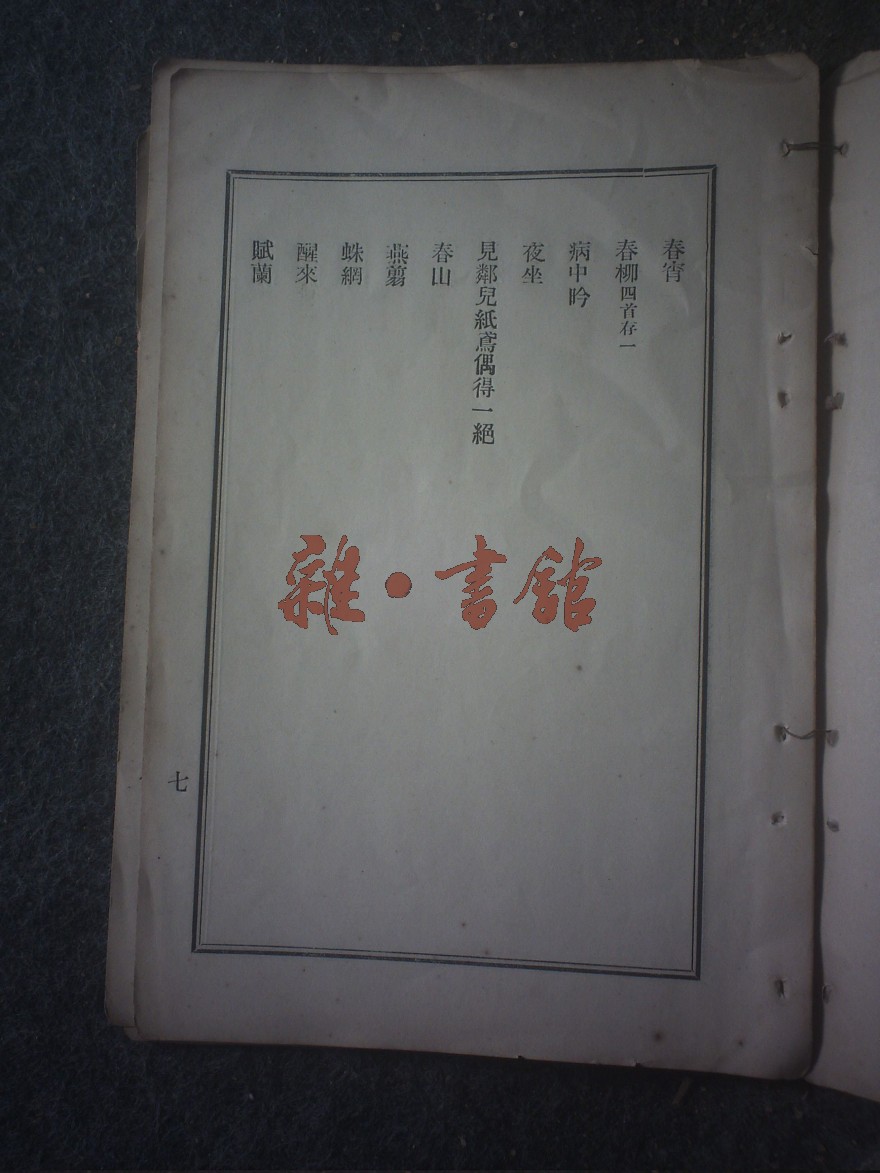 春宵
春柳四首存一
病中吟
夜坐
見鄰兒紙鳶偶得一絕
春山
燕翦
蛛網
醒來
賦蘭
七
雜·書館